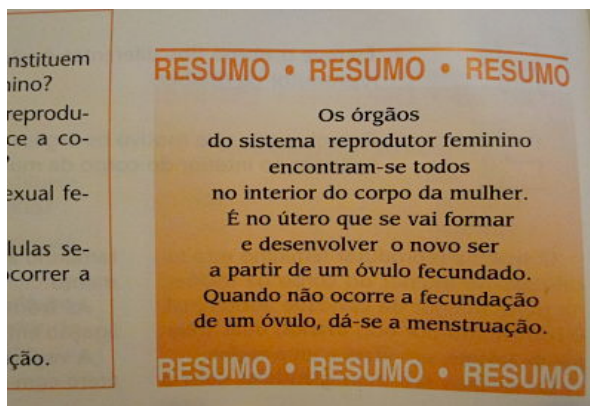 nstituem
nino?
reprodu-
ce a co-
exual fe-
lulas se-
ocorrer a
ção.
RESUMO • RESUMO • RESUMO
Os órgãos
do sistema reprodutor feminino
encontram-se todos
no interior do corpo da mulher.
É no útero que se vai formar
e desenvolver o novo ser
a partir de um óvulo fecundado.
Quando não ocorre a fecundação
de um óvulo, dá-se a menstruação.
RESUMO • RESUMO • RESUMO